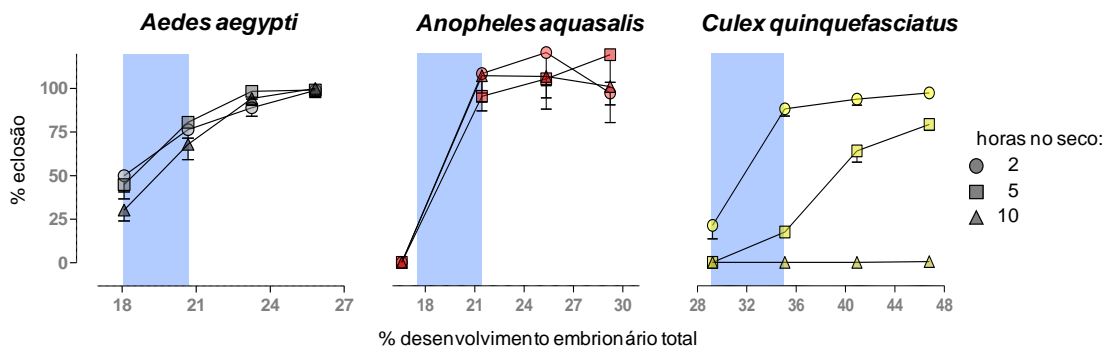 Aedes aegypti
Anopheles aquasalis
Culex quinquefasciatus
% eclosão
100
75
50
25
0
18 21 24 27
18 21 24 27 30
28 32 36 40 44 48
horas no seco:
2
5
10
% desenvolvimento embrionário total